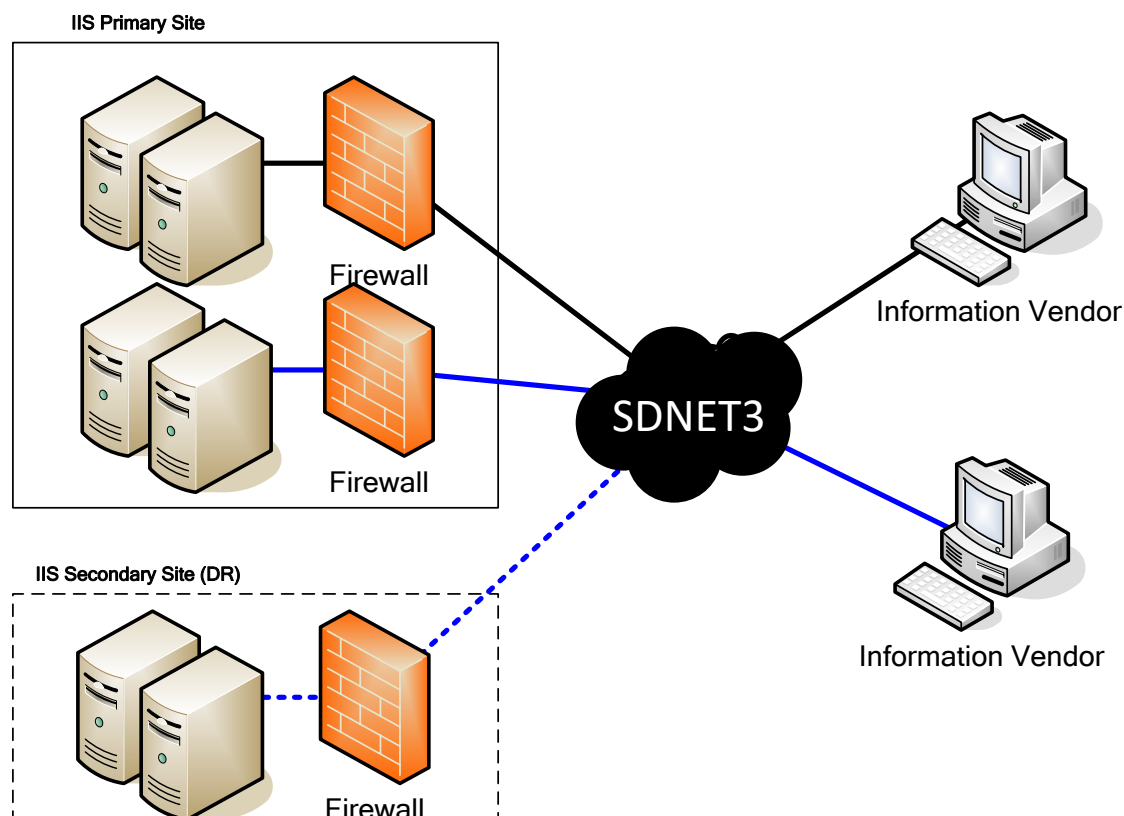 IIS Primary Site
Firewall
Information Vendor
SDNET3
Firewall
IIS Secondary Site (DR)
Information Vendor
Firewall